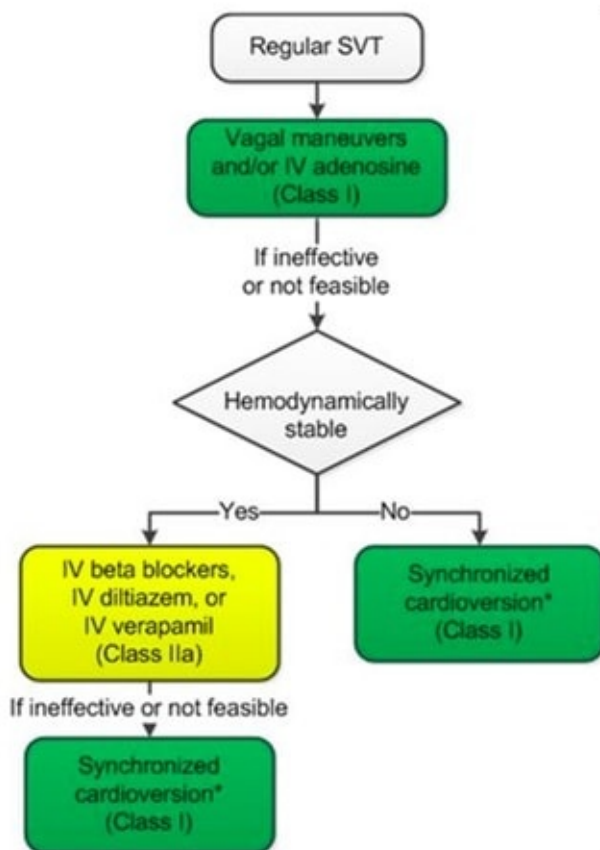 Regular SVT
Vagal maneuvers
and/or IV adenosine
(Class I)
If ineffective
or not feasible
Hemodynamically
stable
Yes
No
IV beta blockers,
IV diltiazem, or
IV verapamil
(Class IIa)
Synchronized
cardioversion*
(Class I)
If ineffective or not feasible
Synchronized
cardioversion*
(Class I)